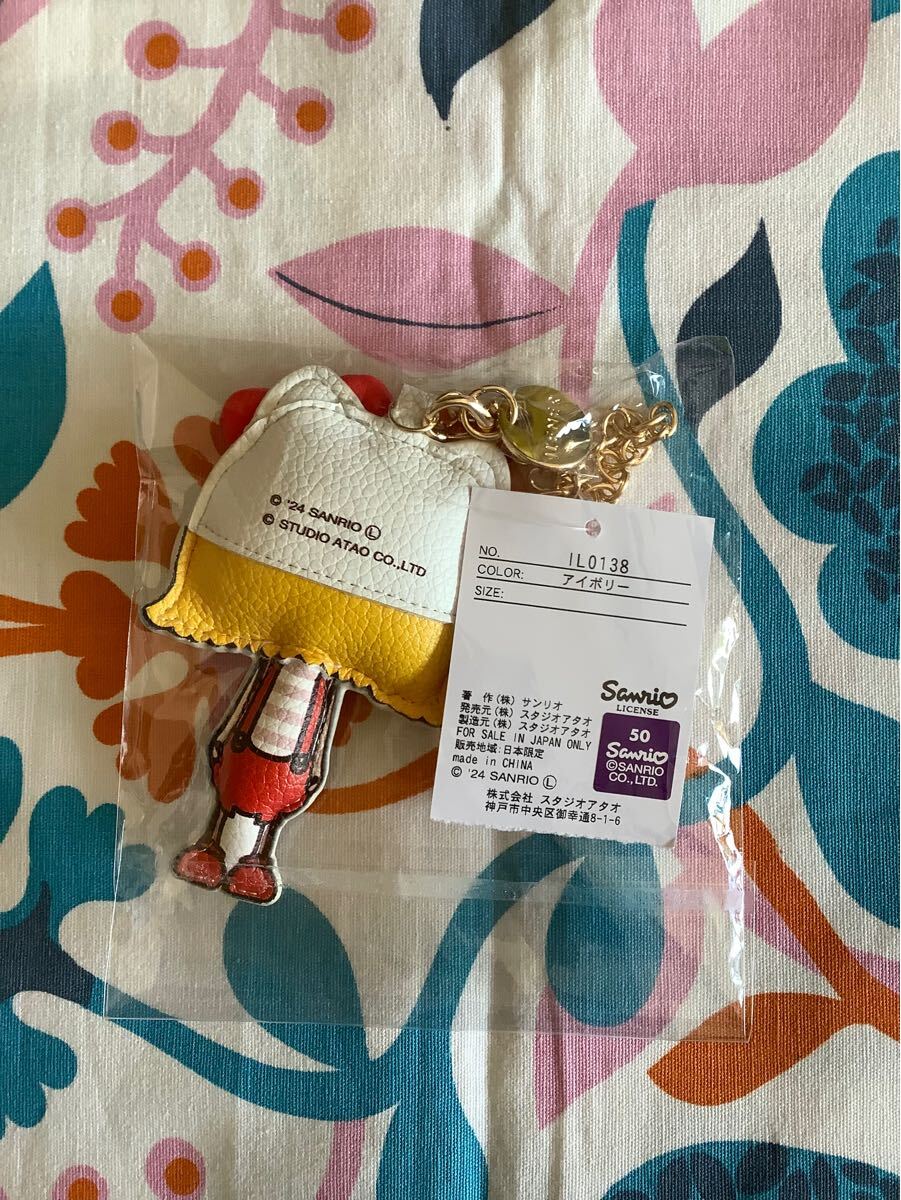 © '24 SANRIO Ⓛ
© STUDIO ATAO CO.,LTD
NO. IL0138
COLOR: アイボリー
SIZE:
著 作(株) サンリオ
発売元(株) スタジオアタオ
製造元(株) スタジオアタオ
FOR SALE IN JAPAN ONLY
販売地域:日本限定
made in CHINA
© '24 SANRIO Ⓛ
Sanrio
LICENSE
50
Sanrio
©SANRIO
CO.,LTD.
株式会社 スタジオアタオ
神戸市中央区御幸通8-1-6